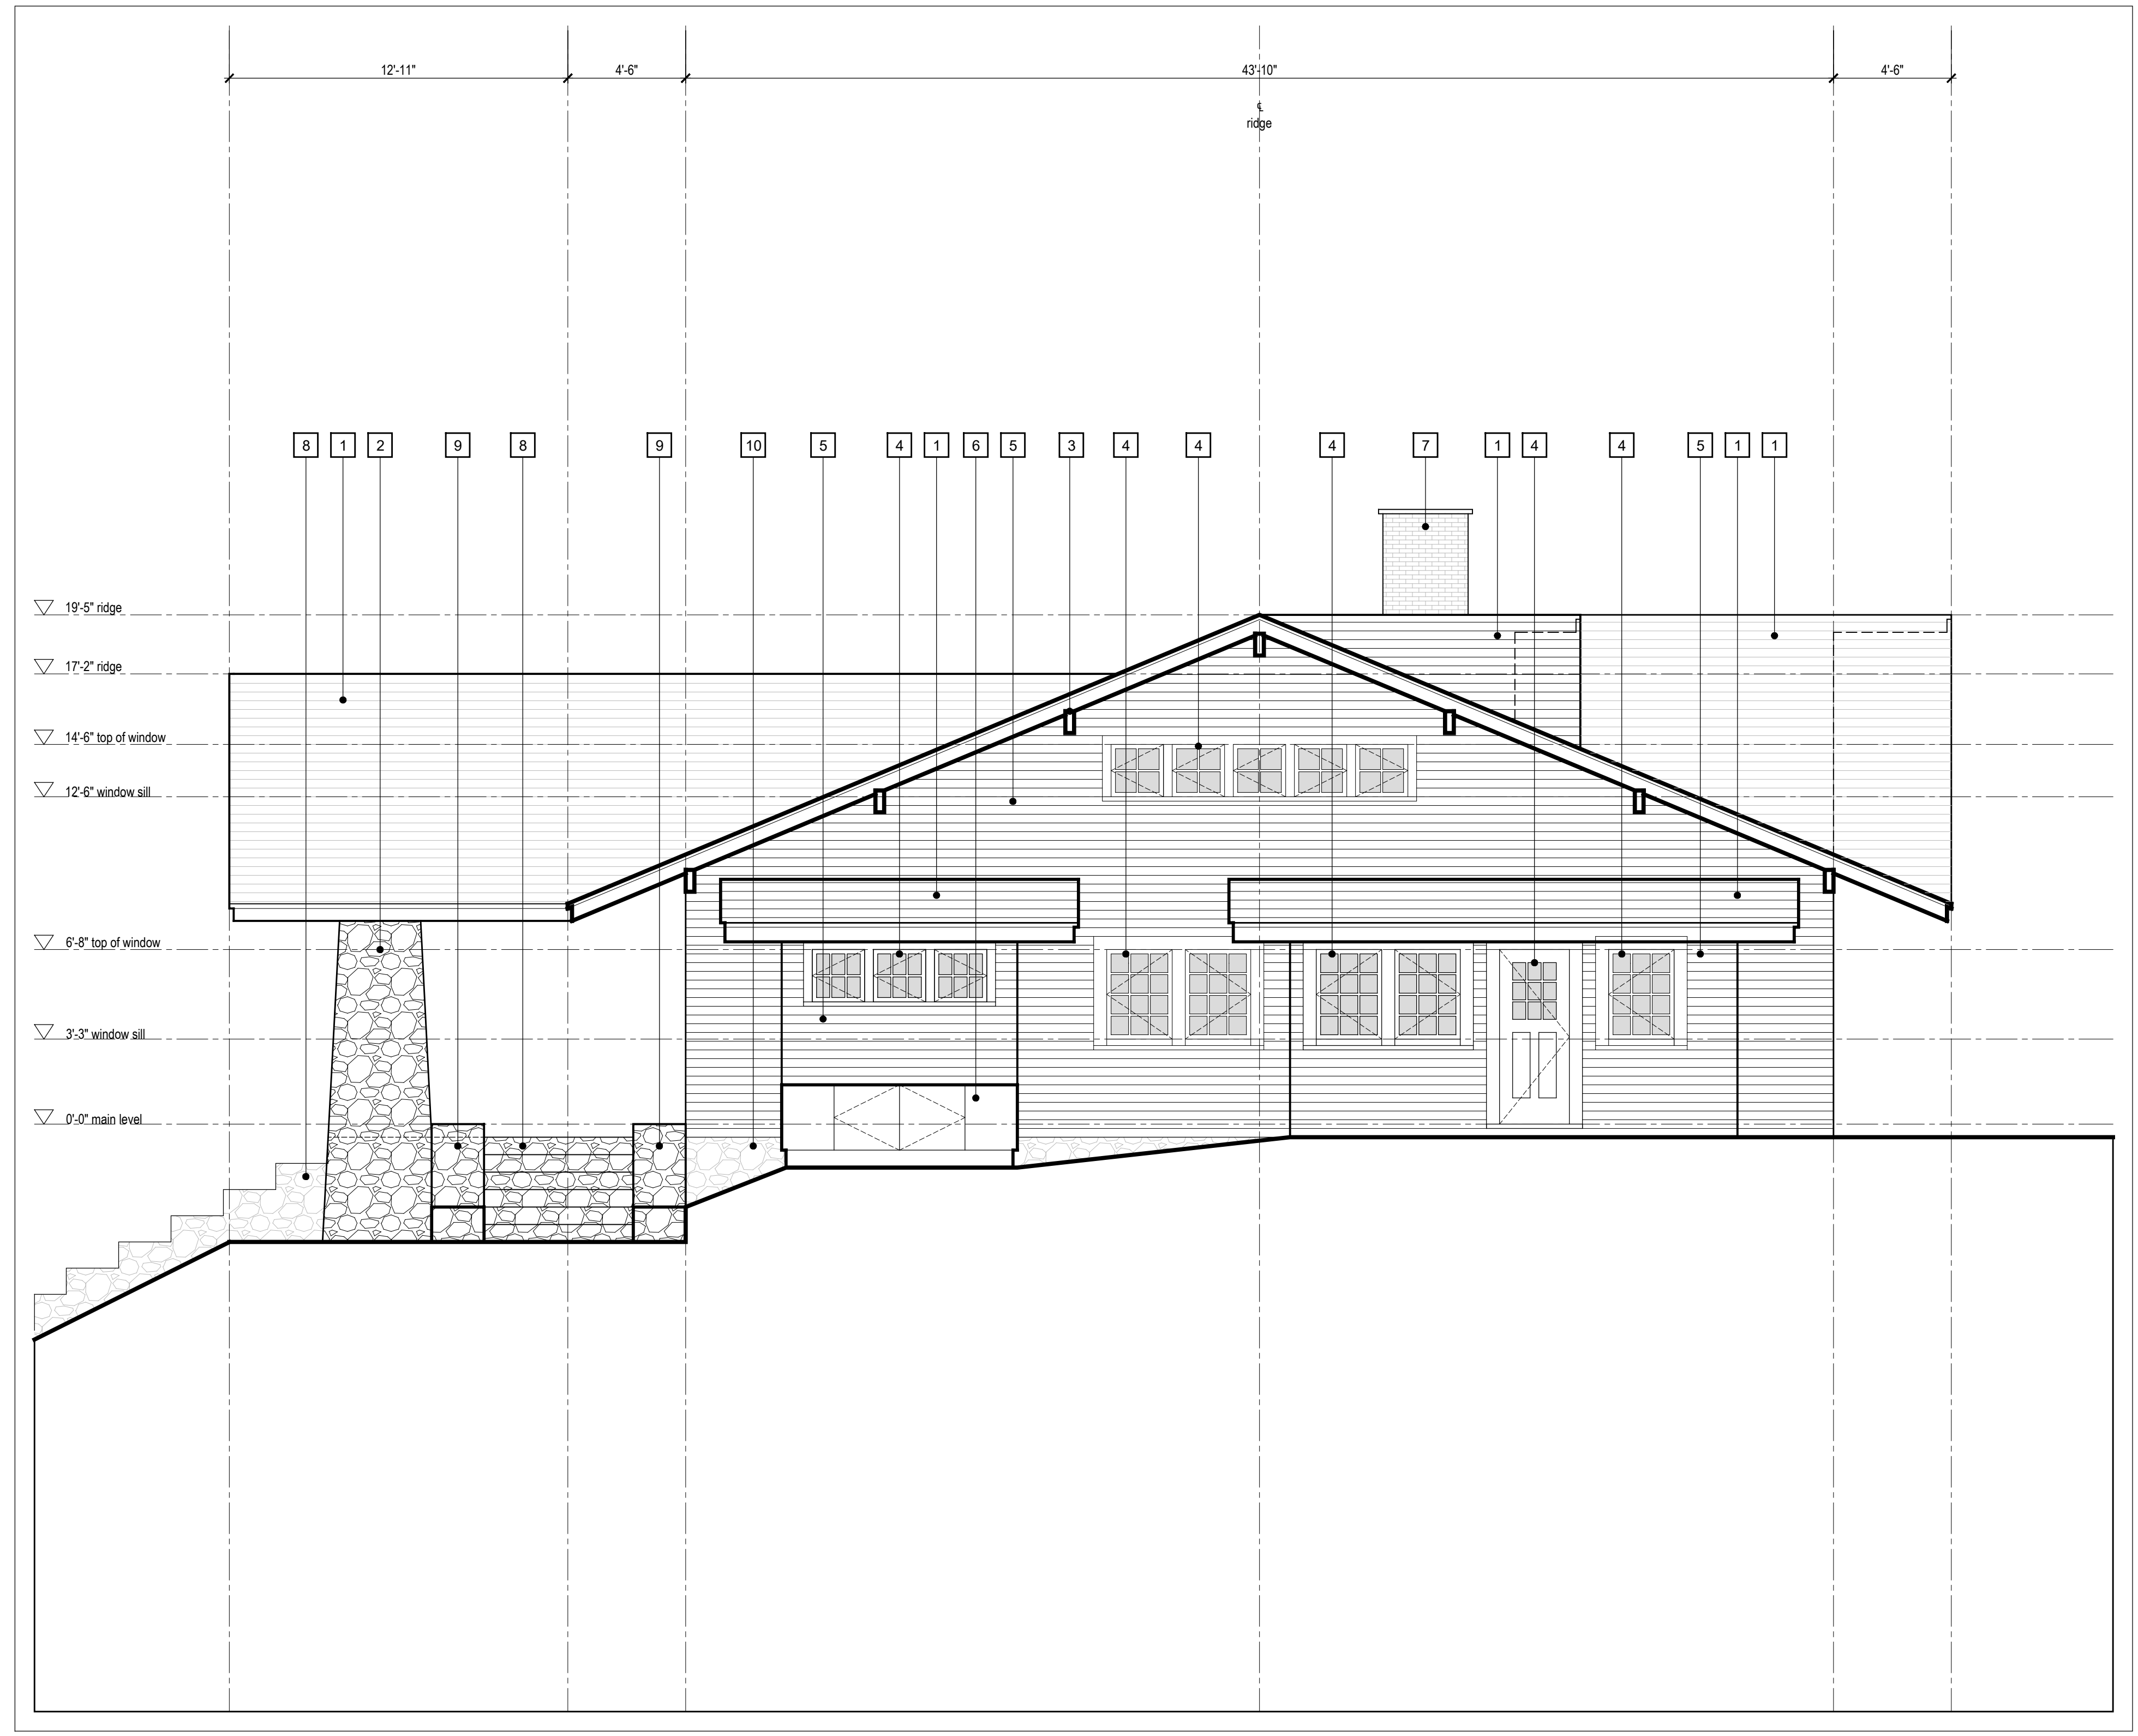 12'-11" 4'-6" 43'-10" 4'-6"
℄
ridge
8 1 2 9 8 9 10 5 4 1 6 5 3 4 4 4 7 1 4 4 5 1 1
19'-5" ridge
17'-2" ridge
14'-6" top of window
12'-6" window sill
6'-8" top of window
3'-3" window sill
0'-0" main level